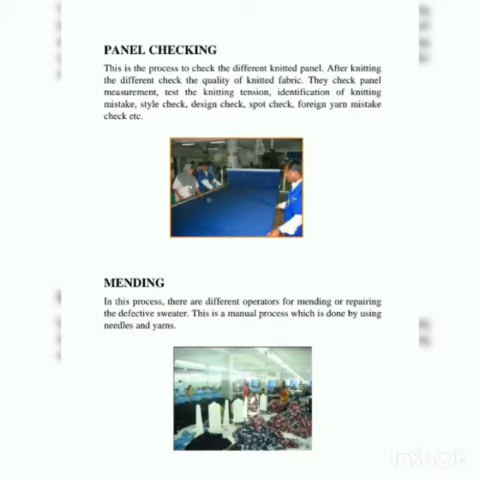 PANEL CHECKING
This is the process to check the different knitted panel. After knitting
the different check the quality of knitted fabric. They check panel
measurement, test the knitting tension, identification of knitting
mistake, style check, design check, spot check, foreign yarn mistake
check etc.
MENDING
In this process, there are different operators for mending or repairing
the defective sweater. This is a manual process which is done by using
needles and yarns.
InShOt